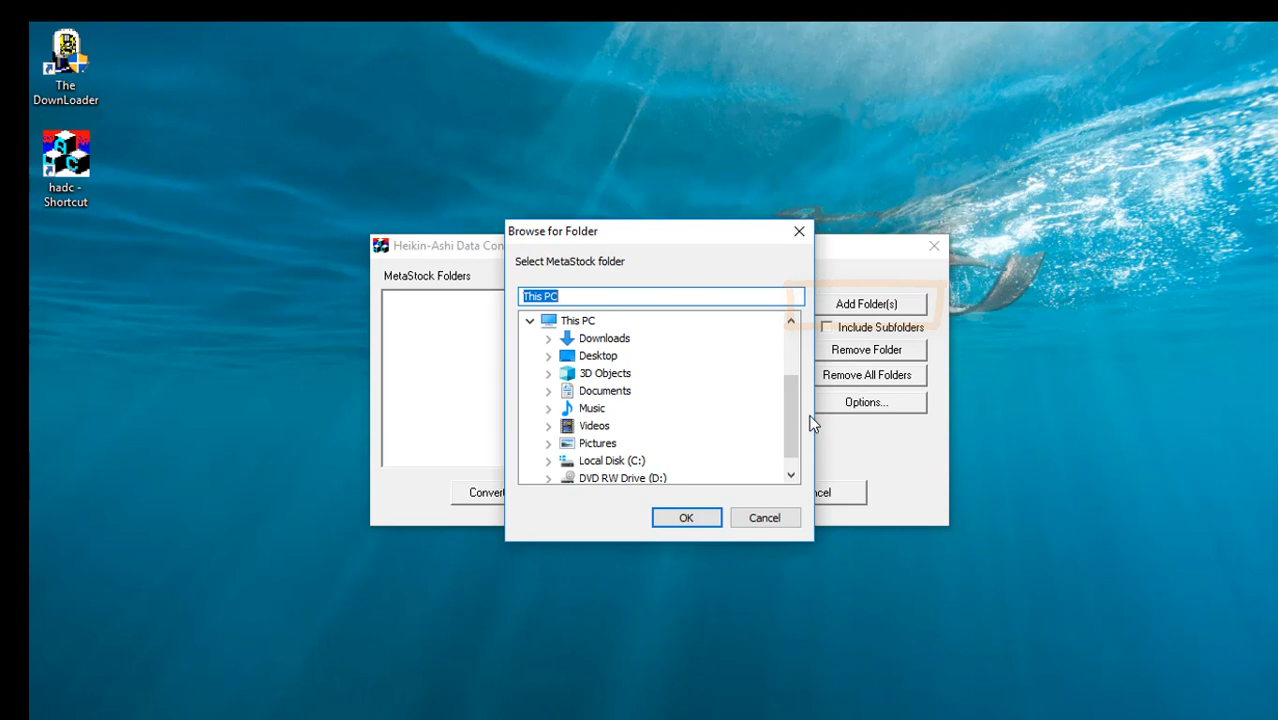 The
DownLoader
hadc -
Shortcut
Heikin-Ashi Data Con
MetaStock Folders
Browse for Folder
Select MetaStock folder
This PC
This PC
Downloads
Desktop
3D Objects
Documents
Music
Videos
Pictures
Local Disk (C:)
DVD RW Drive (D:)
OK
Cancel
Add Folder(s)
Include Subfolders
Remove Folder
Remove All Folders
Options...
Convert
ncel